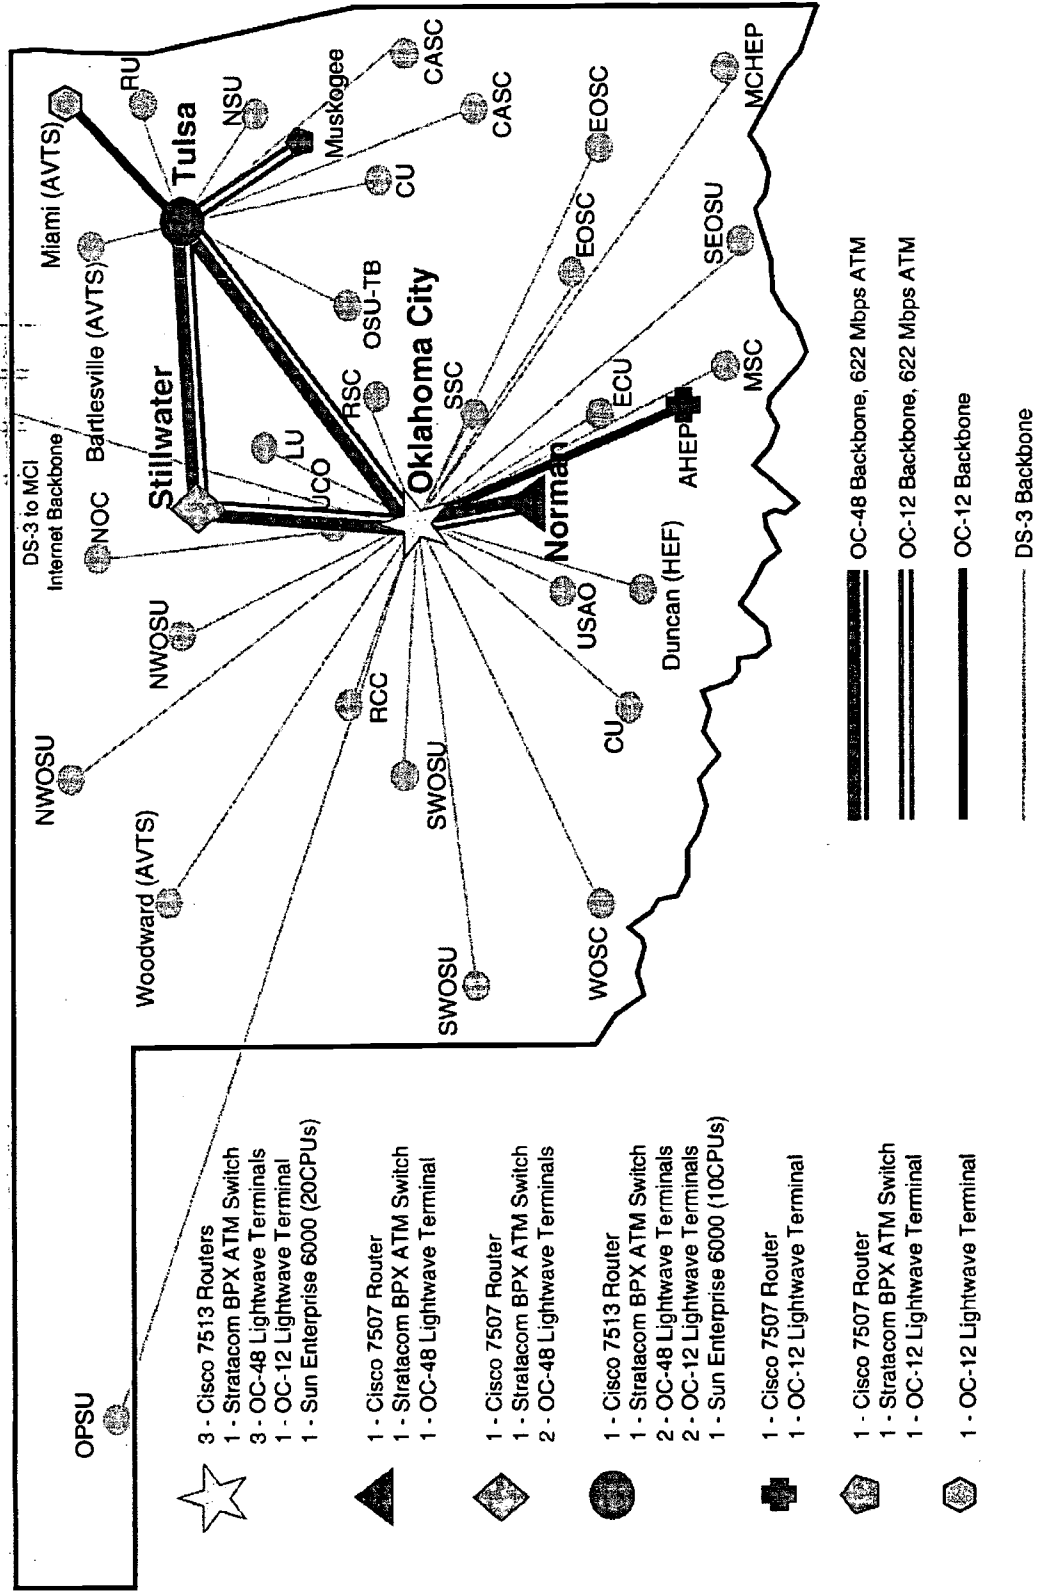 OPSU
NWOSU
Woodward (AVTS)
NWOSU
DS-3 to MCI
Internet Backbone
NOC
Bartlesville (AVTS)
Miami (AVTS)
RU
Stillwater
Tulsa
NSU
Muskogee
CASC
CASC
CU
OSU-TB
LU
UCO
RSC
Oklahoma City
RCC
SWOSU
SWOSU
SSC
EOSC
EOSC
MCHEP
SEOSU
ECU
MSC
AHEP
Norman
USAO
Duncan (HEF)
CU
WOSC
3 - Cisco 7513 Routers
1 - Stratacom BPX ATM Switch
3 - OC-48 Lightwave Terminals
1 - OC-12 Lightwave Terminal
1 - Sun Enterprise 6000 (20CPUs)
1 - Cisco 7507 Router
1 - Stratacom BPX ATM Switch
1 - OC-48 Lightwave Terminal
1 - Cisco 7507 Router
1 - Stratacom BPX ATM Switch
2 - OC-48 Lightwave Terminals
1 - Cisco 7513 Router
1 - Stratacom BPX ATM Switch
2 - OC-48 Lightwave Terminals
2 - OC-12 Lightwave Terminals
1 - Sun Enterprise 6000 (10CPUs)
1 - Cisco 7507 Router
1 - OC-12 Lightwave Terminal
1 - Cisco 7507 Router
1 - Stratacom BPX ATM Switch
1 - OC-12 Lightwave Terminal
1 - OC-12 Lightwave Terminal
OC-48 Backbone, 622 Mbps ATM
OC-12 Backbone, 622 Mbps ATM
OC-12 Backbone
DS-3 Backbone